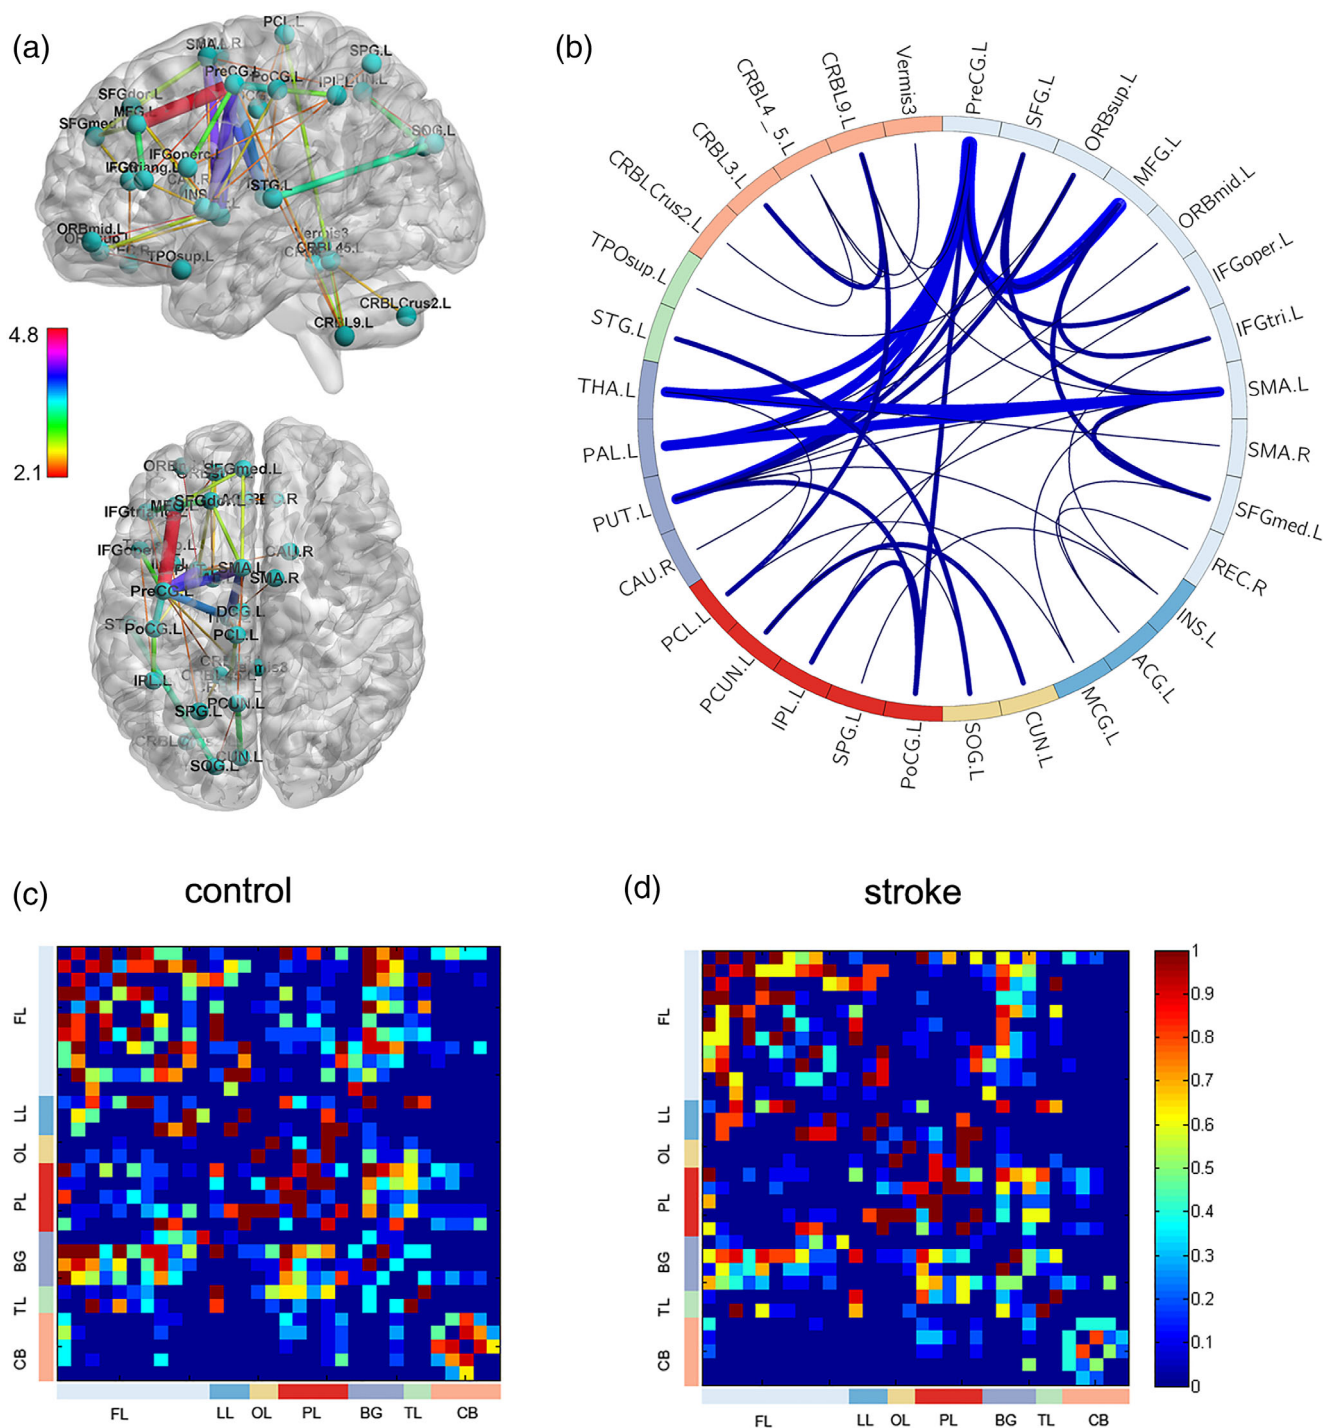 (a)
PCL.L
SMA.L
SPG.L
PreCG.L
PoCG.L
SFGdor.L
MFG.L
SFGmed.L
SOG.L
IFGoperc.L
IFGtriang.L
STG.L
ORBmid.L
TPOsup.L
Vermis3
CRBL45.L
CRBLCrus2.L
CRBL9.L
4.8
2.1
SFGmed.L
MFG.L
IFGtriang.L
IFGoper.L
CAU.R
SMA.L
SMA.R
PreCG.L
DCG.L
PoCG.L
PCL.L
IPL.L
PCUN.L
SPG.L
CUN.L
SOG.L
(b)
PreCG.L
SFG.L
ORBsup.L
MFG.L
ORBmid.L
IFGoper.L
IFGtri.L
SMA.L
SMA.R
SFGmed.L
REC.R
INS.L
ACG.L
MCG.L
CUN.L
SOG.L
PoCG.L
SPG.L
IPL.L
PCUN.L
PCL.L
CAU.R
PUT.L
PAL.L
THA.L
STG.L
TPOsup.L
CRBLCrus2.L
CRBL3.L
CRBL4_5.L
CRBL9.L
Vermis3
(c)
control
FL
LL
OL
PL
BG
TL
CB
FL LL OL PL BG TL CB
(d)
stroke
FL
LL
OL
PL
BG
TL
CB
FL LL OL PL BG TL CB
1
0.9
0.8
0.7
0.6
0.5
0.4
0.3
0.2
0.1
0